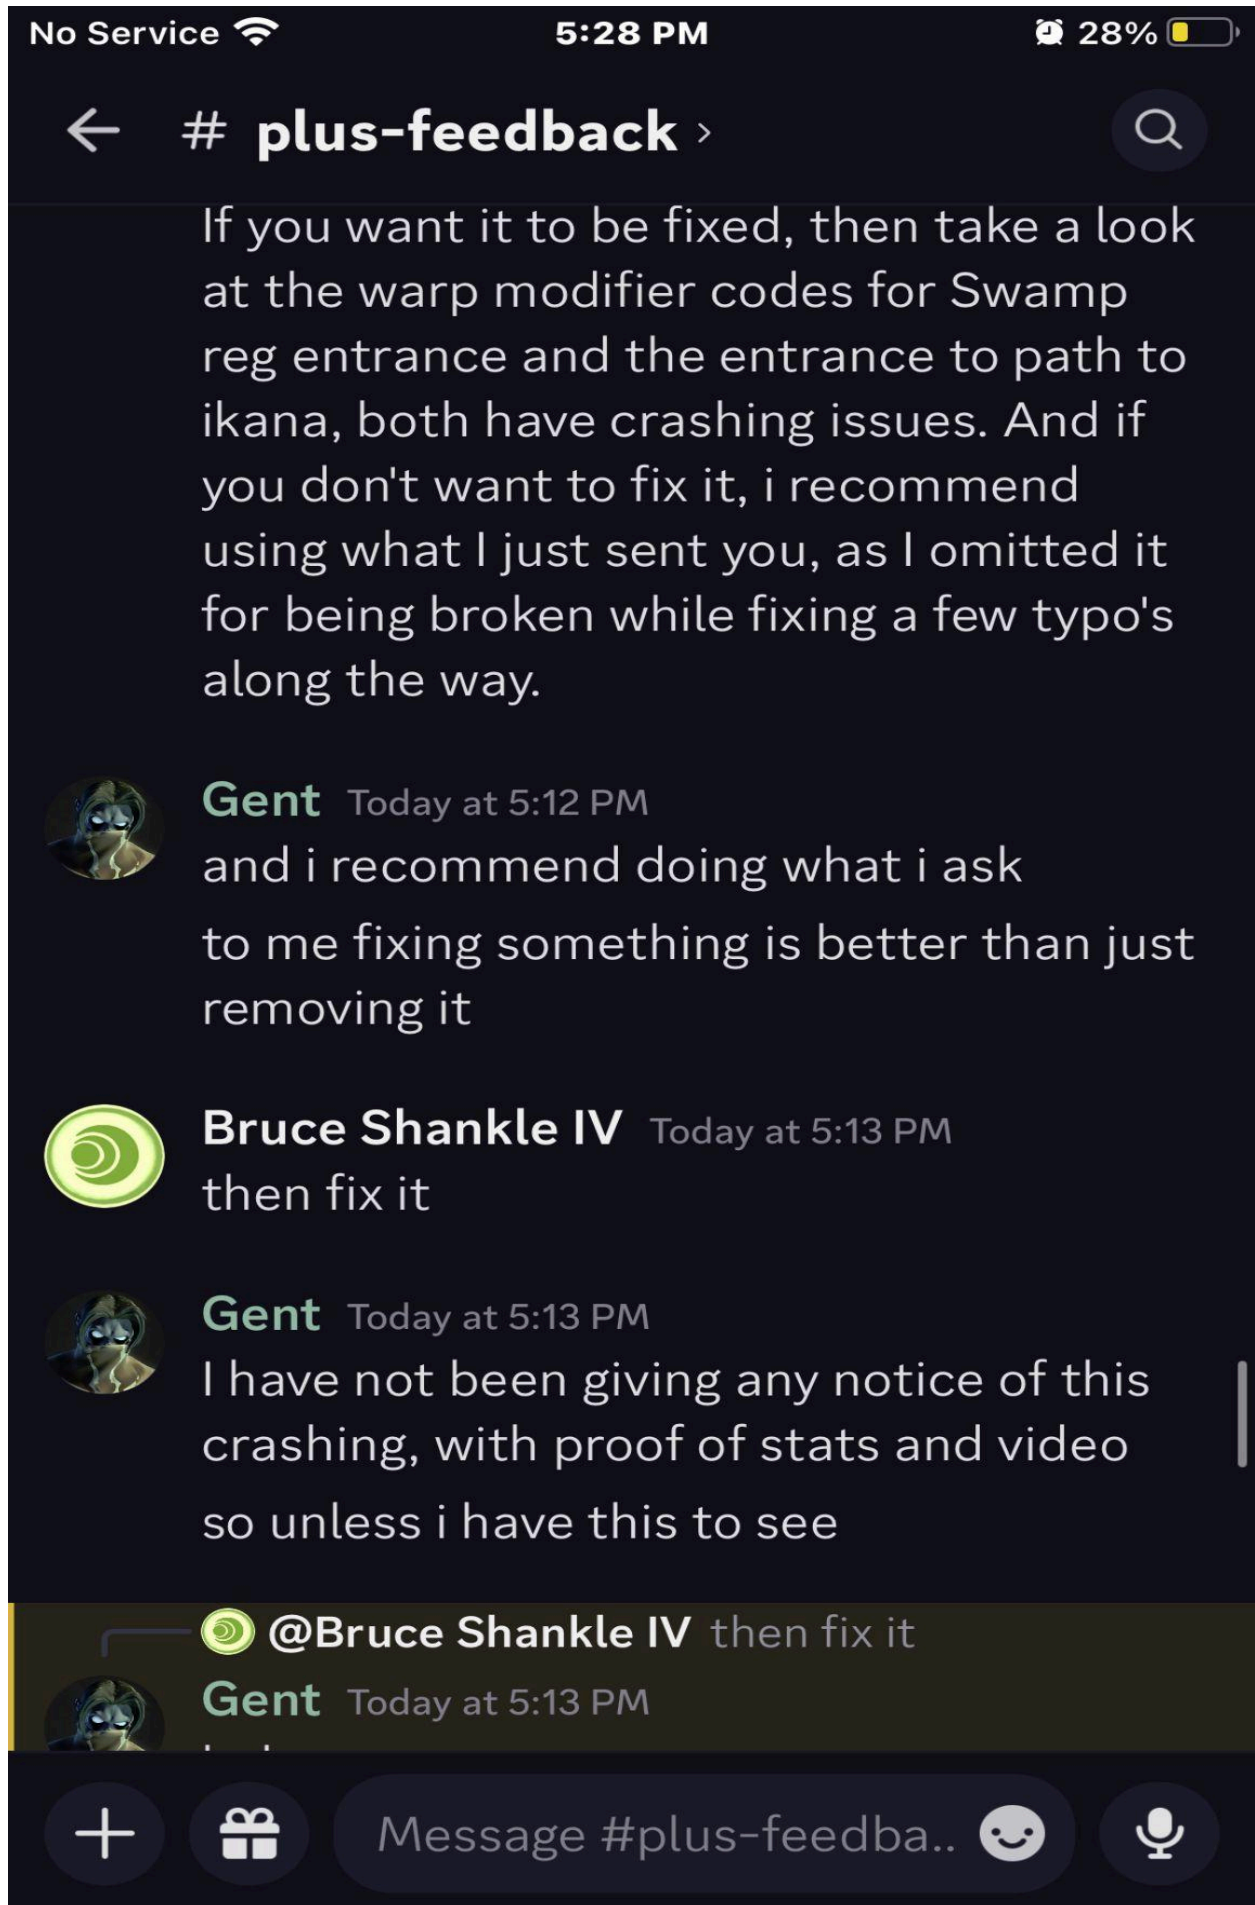 No Service 5:28 PM 28%
# plus-feedback ›
If you want it to be fixed, then take a look
at the warp modifier codes for Swamp
reg entrance and the entrance to path to
ikana, both have crashing issues. And if
you don't want to fix it, i recommend
using what I just sent you, as I omitted it
for being broken while fixing a few typo's
along the way.
Gent Today at 5:12 PM
and i recommend doing what i ask
to me fixing something is better than just
removing it
Bruce Shankle IV Today at 5:13 PM
then fix it
Gent Today at 5:13 PM
I have not been giving any notice of this
crashing, with proof of stats and video
so unless i have this to see
@Bruce Shankle IV then fix it
Gent Today at 5:13 PM
Message #plus-feedba..